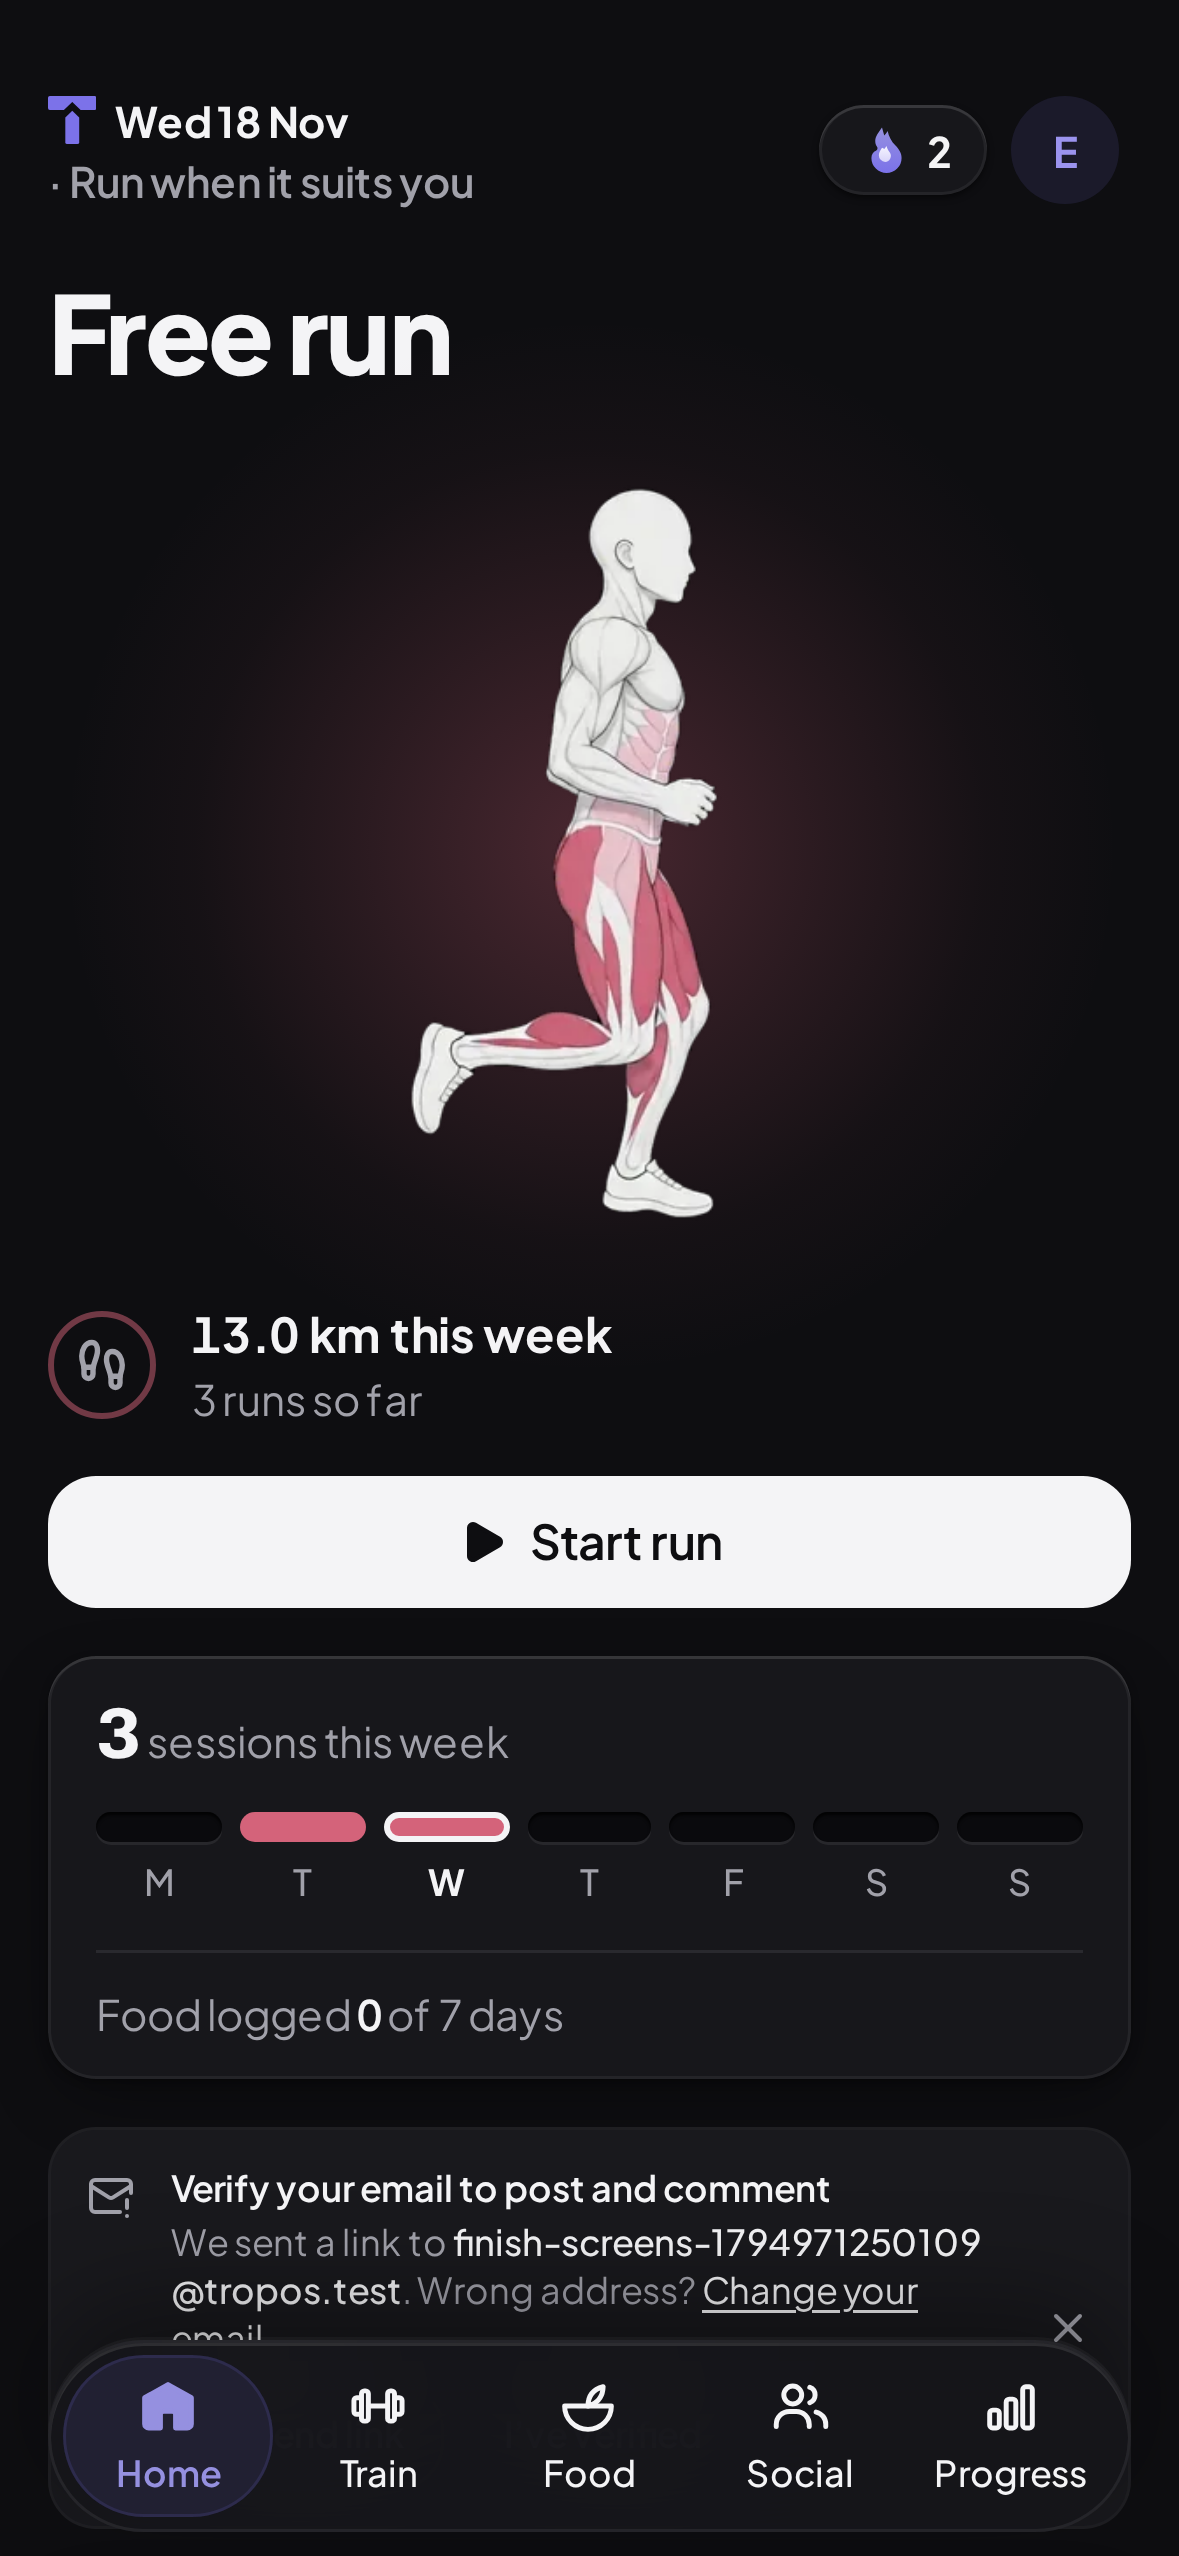 Wed 18 Nov
· Run when it suits you
2
E
Free run
13.0 km this week
3 runs so far
Start run
3 sessions this week
M T W T F S S
Food logged 0 of 7 days
Verify your email to post and comment
We sent a link to finish-screens-1794971250109
@tropos.test. Wrong address? Change your
email.
Home Train Food Social Progress